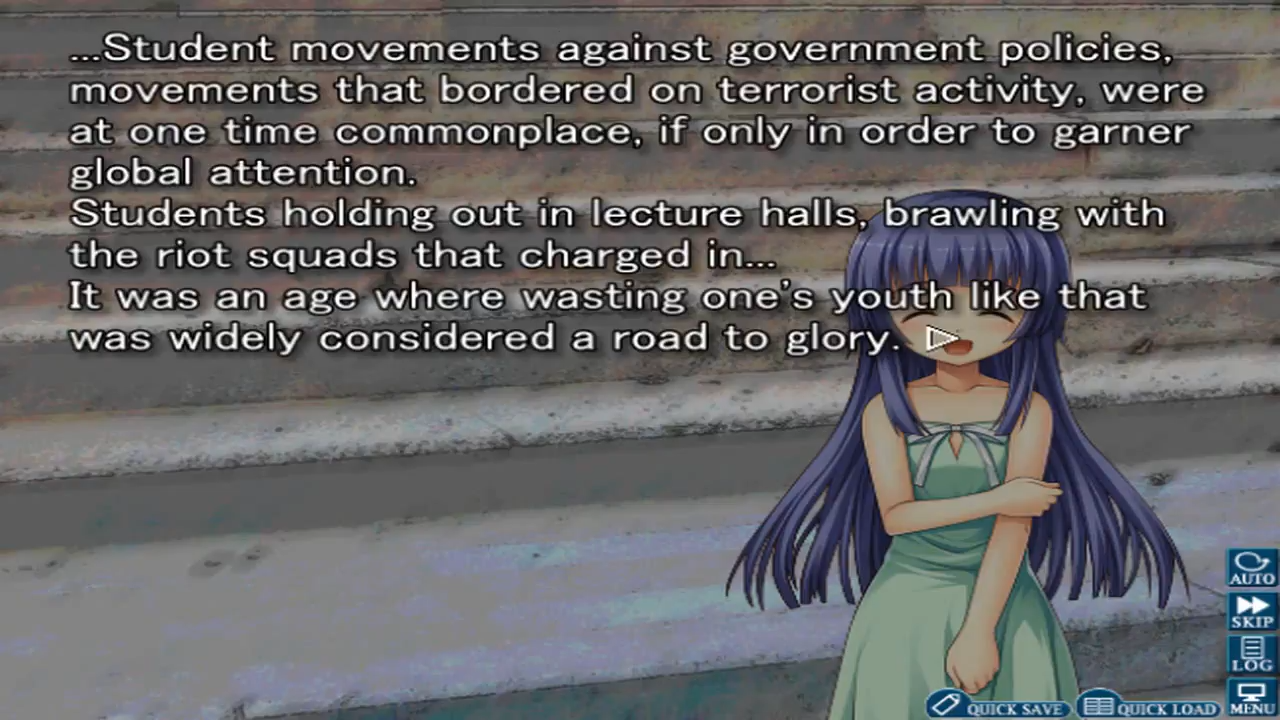 ...Student movements against government policies,
movements that bordered on terrorist activity, were
at one time commonplace, if only in order to garner
global attention.
Students holding out in lecture halls, brawling with
the riot squads that charged in...
It was an age where wasting one's youth like that
was widely considered a road to glory.
AUTO
SKIP
LOG
MENU
QUICK SAVE
QUICK LOAD